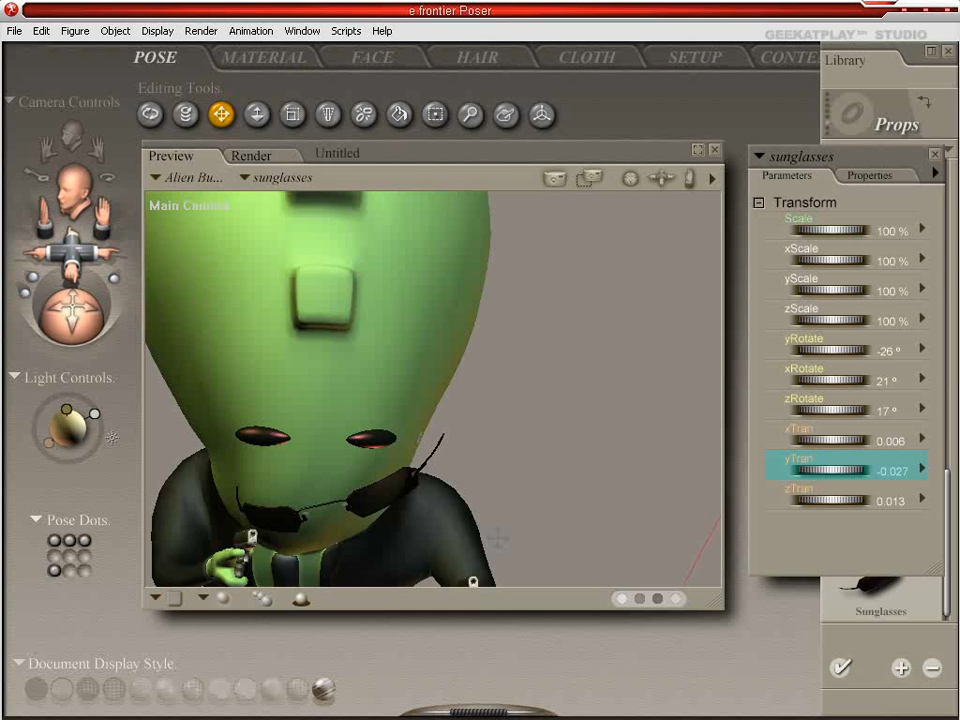 e frontier Poser
File Edit Figure Object Display Render Animation Window Scripts Help
GEEKATPLAY STUDIO
POSE MATERIAL FACE HAIR CLOTH SETUP CONTE
Library
Editing Tools.
Camera Controls
Props
Preview Render Untitled
sunglasses
Alien Bu... sunglasses
Parameters Properties
Main Camera
Transform
Scale
100 %
xScale
100 %
yScale
100 %
zScale
100 %
yRotate
-26 º
xRotate
21 º
zRotate
17 º
xTran
0.006
yTran
-0.027
zTran
0.013
Light Controls.
Pose Dots.
Sunglasses
Document Display Style.